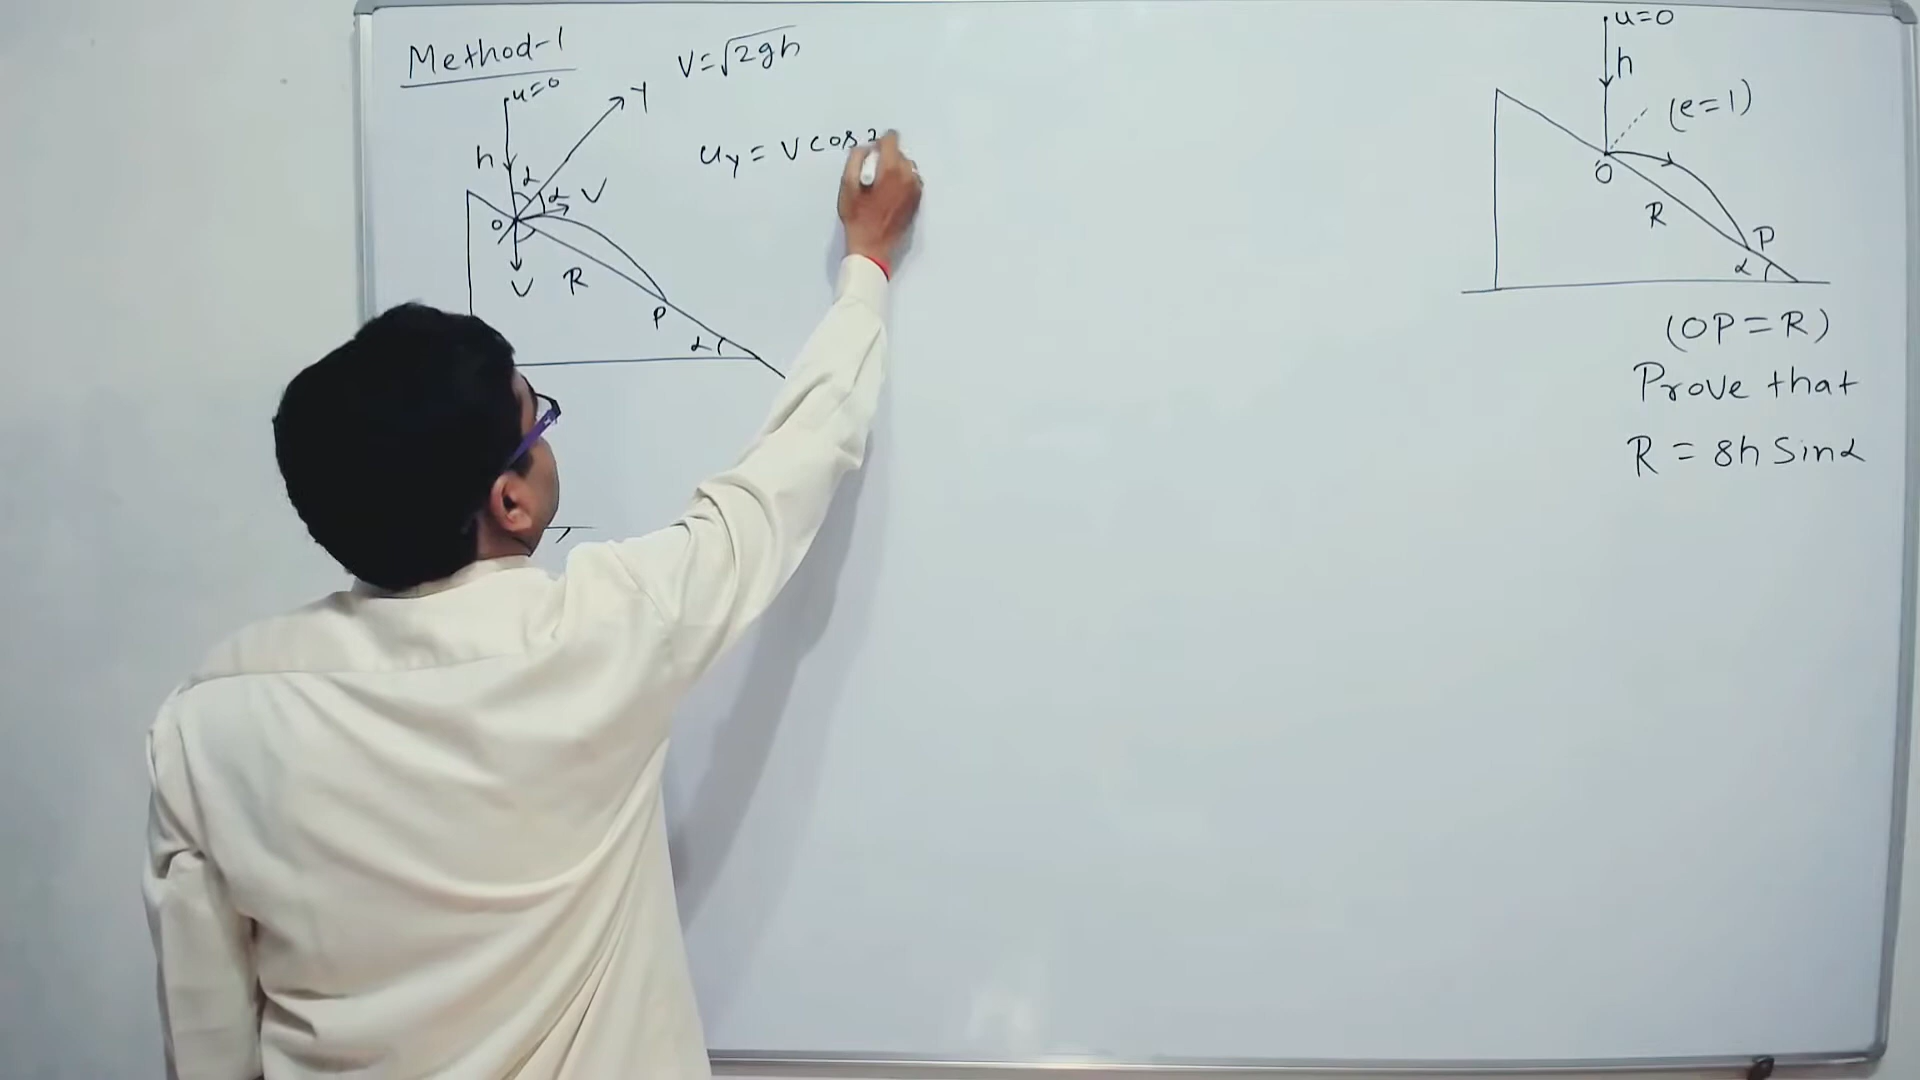 Method-1
V=√2gh
u=0
Y
h
α
α
V
u_y = V cos
O
V
R
P
α
u=0
h
(e=1)
O
R
P
α
(OP=R)
Prove that
R = 8h Sinα